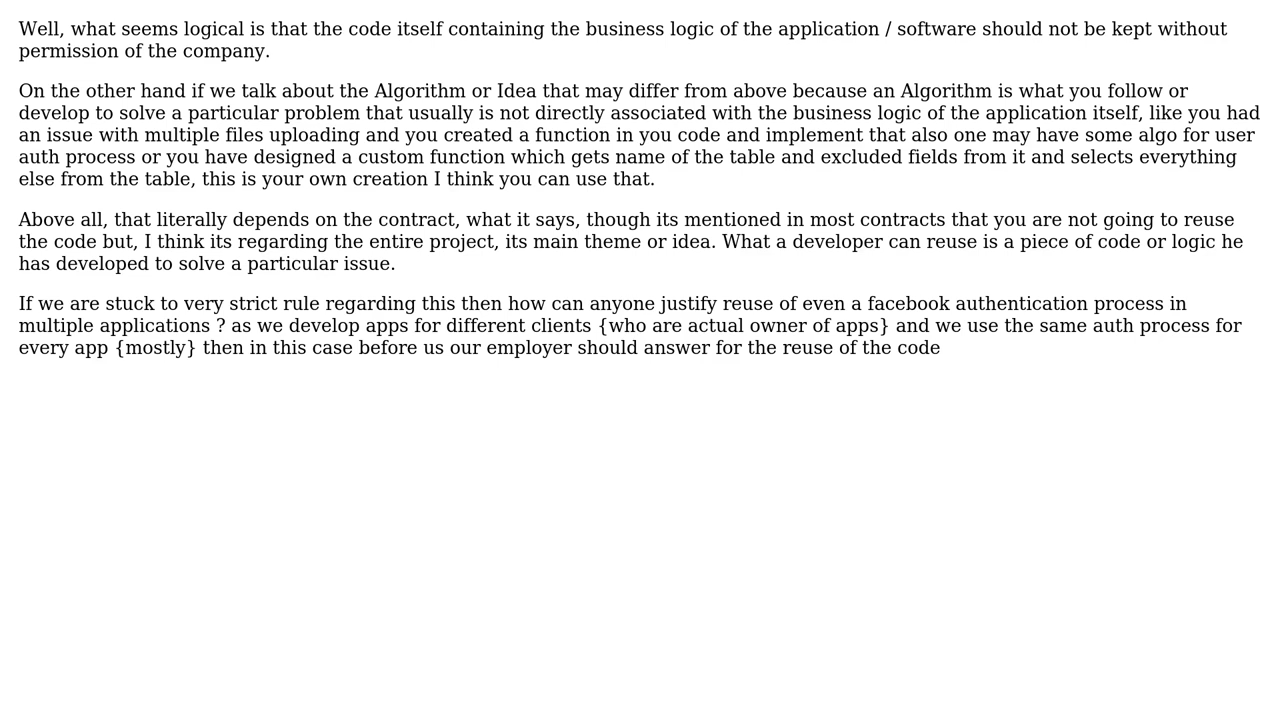 Well, what seems logical is that the code itself containing the business logic of the application / software should not be kept without
permission of the company.
On the other hand if we talk about the Algorithm or Idea that may differ from above because an Algorithm is what you follow or
develop to solve a particular problem that usually is not directly associated with the business logic of the application itself, like you had
an issue with multiple files uploading and you created a function in you code and implement that also one may have some algo for user
auth process or you have designed a custom function which gets name of the table and excluded fields from it and selects everything
else from the table, this is your own creation I think you can use that.
Above all, that literally depends on the contract, what it says, though its mentioned in most contracts that you are not going to reuse
the code but, I think its regarding the entire project, its main theme or idea. What a developer can reuse is a piece of code or logic he
has developed to solve a particular issue.
If we are stuck to very strict rule regarding this then how can anyone justify reuse of even a facebook authentication process in
multiple applications ? as we develop apps for different clients {who are actual owner of apps} and we use the same auth process for
every app {mostly} then in this case before us our employer should answer for the reuse of the code